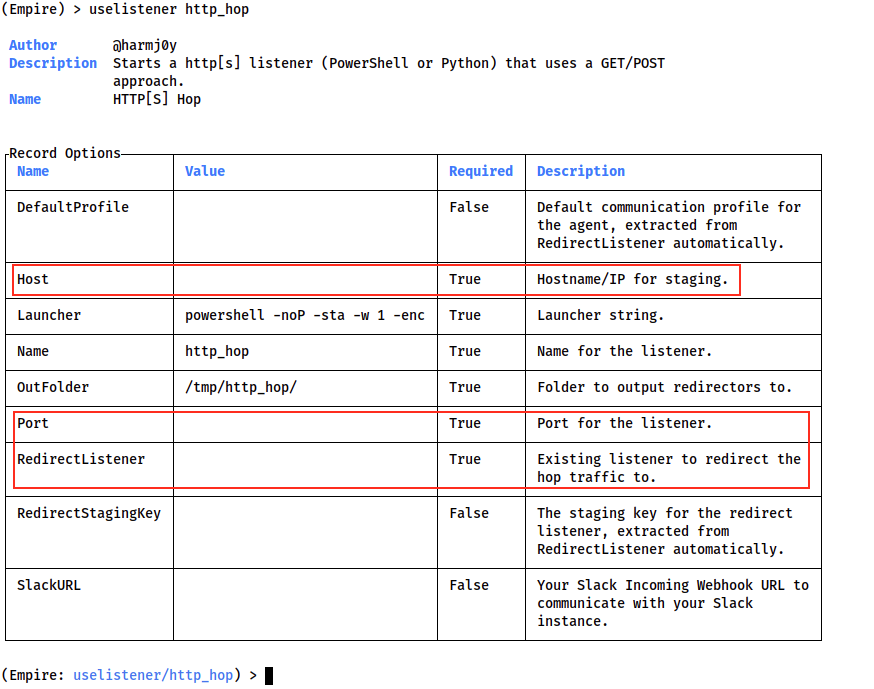 (Empire) > uselistener http_hop
Author @harmj0y
Description Starts a http[s] listener (PowerShell or Python) that uses a GET/POST
approach.
Name HTTP[S] Hop
Record Options
Name Value Required Description
DefaultProfile False Default communication profile for
the agent, extracted from
RedirectListener automatically.
Host True Hostname/IP for staging.
Launcher powershell -noP -sta -w 1 -enc True Launcher string.
Name http_hop True Name for the listener.
OutFolder /tmp/http_hop/ True Folder to output redirectors to.
Port True Port for the listener.
RedirectListener True Existing listener to redirect the
hop traffic to.
RedirectStagingKey False The staging key for the redirect
listener, extracted from
RedirectListener automatically.
SlackURL False Your Slack Incoming Webhook URL to
communicate with your Slack
instance.
(Empire: uselistener/http_hop) >